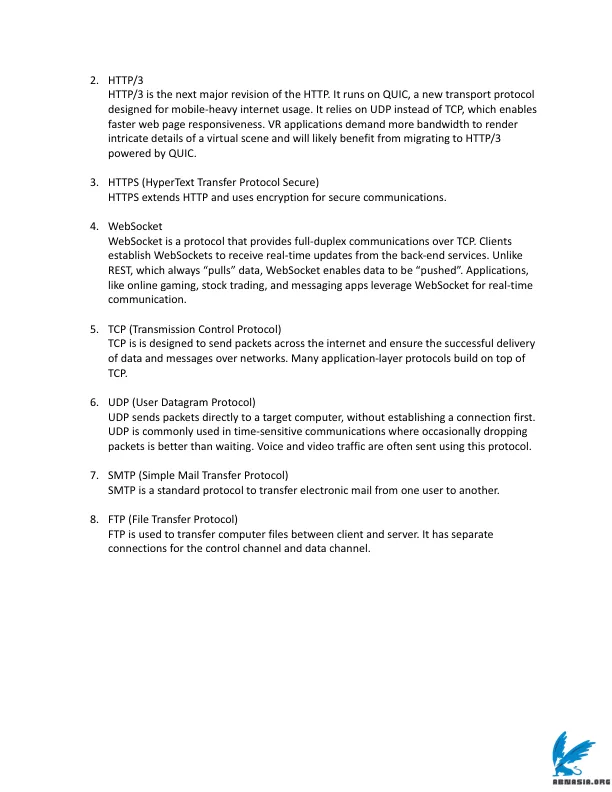 2. HTTP/3
HTTP/3 is the next major revision of the HTTP. It runs on QUIC, a new transport protocol
designed for mobile-heavy internet usage. It relies on UDP instead of TCP, which enables
faster web page responsiveness. VR applications demand more bandwidth to render
intricate details of a virtual scene and will likely benefit from migrating to HTTP/3
powered by QUIC.
3. HTTPS (HyperText Transfer Protocol Secure)
HTTPS extends HTTP and uses encryption for secure communications.
4. WebSocket
WebSocket is a protocol that provides full-duplex communications over TCP. Clients
establish WebSockets to receive real-time updates from the back-end services. Unlike
REST, which always “pulls” data, WebSocket enables data to be “pushed”. Applications,
like online gaming, stock trading, and messaging apps leverage WebSocket for real-time
communication.
5. TCP (Transmission Control Protocol)
TCP is is designed to send packets across the internet and ensure the successful delivery
of data and messages over networks. Many application-layer protocols build on top of
TCP.
6. UDP (User Datagram Protocol)
UDP sends packets directly to a target computer, without establishing a connection first.
UDP is commonly used in time-sensitive communications where occasionally dropping
packets is better than waiting. Voice and video traffic are often sent using this protocol.
7. SMTP (Simple Mail Transfer Protocol)
SMTP is a standard protocol to transfer electronic mail from one user to another.
8. FTP (File Transfer Protocol)
FTP is used to transfer computer files between client and server. It has separate
connections for the control channel and data channel.
AENASIA.ORG